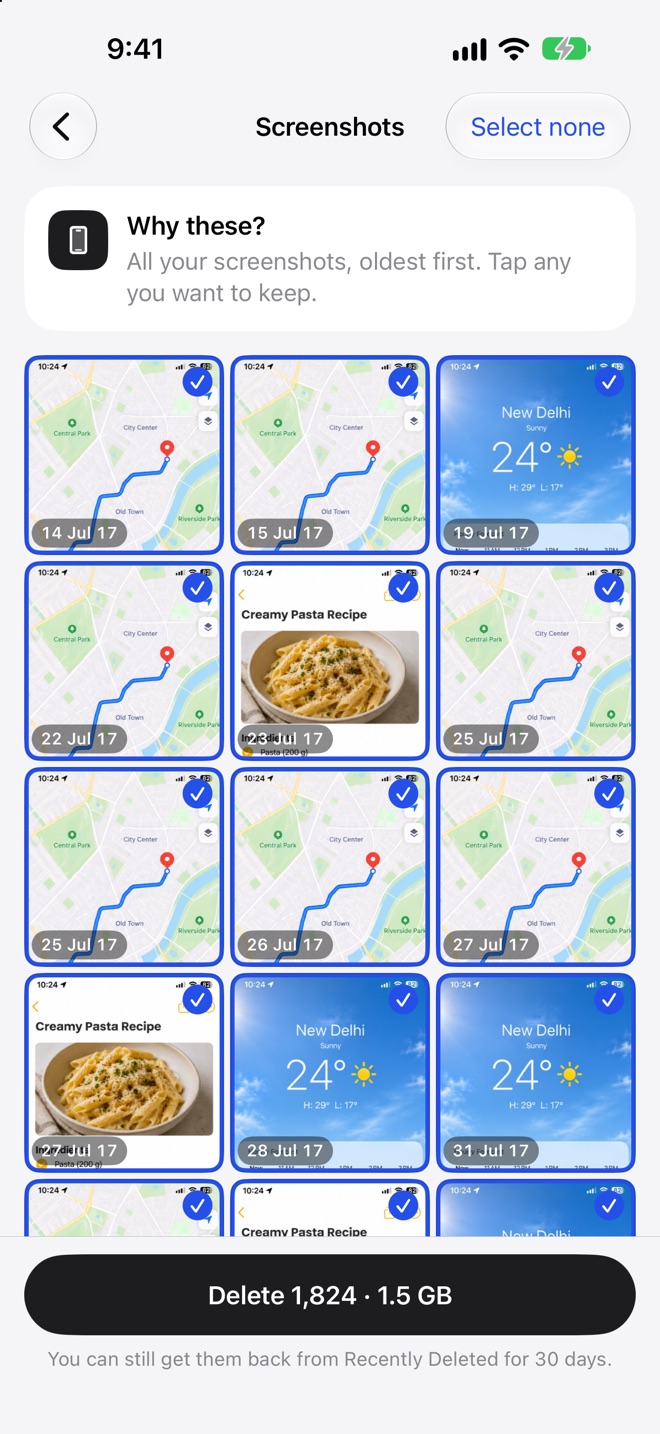 9:41
Screenshots
Select none
Why these?
All your screenshots, oldest first. Tap any
you want to keep.
10:24
Central Park
City Center
Old Town
Riverside Park
14 Jul 17
10:24
Central Park
City Center
Old Town
Riverside Park
15 Jul 17
10:24
New Delhi
Sunny
24°
H: 29° L: 17°
19 Jul 17
10:24
Central Park
City Center
Old Town
Riverside Park
22 Jul 17
10:24
Creamy Pasta Recipe
23 Jul 17
Pasta (200 g)
10:24
Central Park
City Center
Old Town
Riverside Park
25 Jul 17
10:24
Central Park
City Center
Old Town
Riverside Park
25 Jul 17
10:24
Central Park
City Center
Old Town
Riverside Park
26 Jul 17
10:24
Central Park
City Center
Old Town
Riverside Park
27 Jul 17
10:24
Creamy Pasta Recipe
27 Jul 17
Pasta (200 g)
10:24
New Delhi
Sunny
24°
H: 29° L: 17°
28 Jul 17
10:24
New Delhi
Sunny
24°
H: 29° L: 17°
31 Jul 17
10:24
10:24
Creamy Pasta Recipe
10:24
Delete 1,824 · 1.5 GB
You can still get them back from Recently Deleted for 30 days.